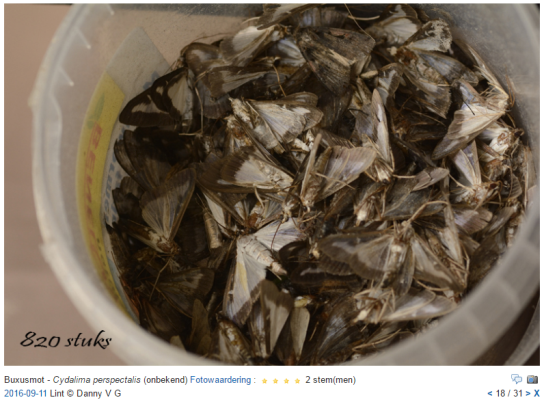 820 stuks
Buxusmot - Cydalima perspectalis (onbekend) Fotowaardering : 2 stem(men)
2016-09-11 Lint © Danny V G
< 18 / 31 > X